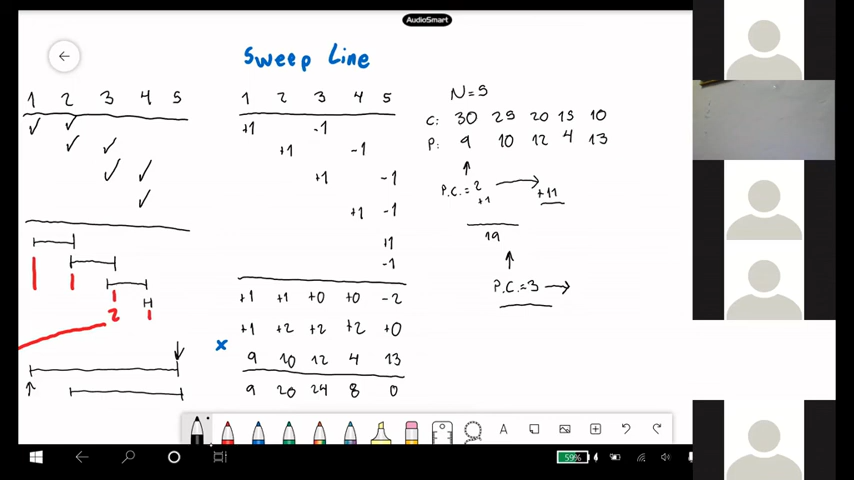 AudioSmart
Sweep Line
1 2 3 4 5
1 2 3 4 5
+1 -1
+1 -1
+1 -1
+1 -1
+1
-1
+1 +1 +0 +0 -2
+1 +2 +2 +2 +0
x 9 10 12 4 13
9 20 24 8 0
1
2 1
N=5
C: 30 25 20 15 10
P: 9 10 12 4 13
P.C.=2 +11
+1
19
P.C.=3
A
59%